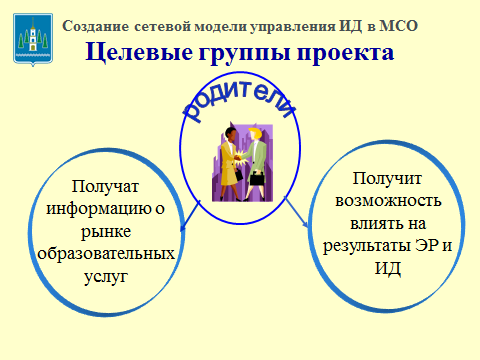 Создание сетевой модели управления ИД в МСО
Целевые группы проекта
родители
Получат
информацию о
рынке
образовательных
услуг
Получит
возможность
влиять на
результаты ЭР и
ИД